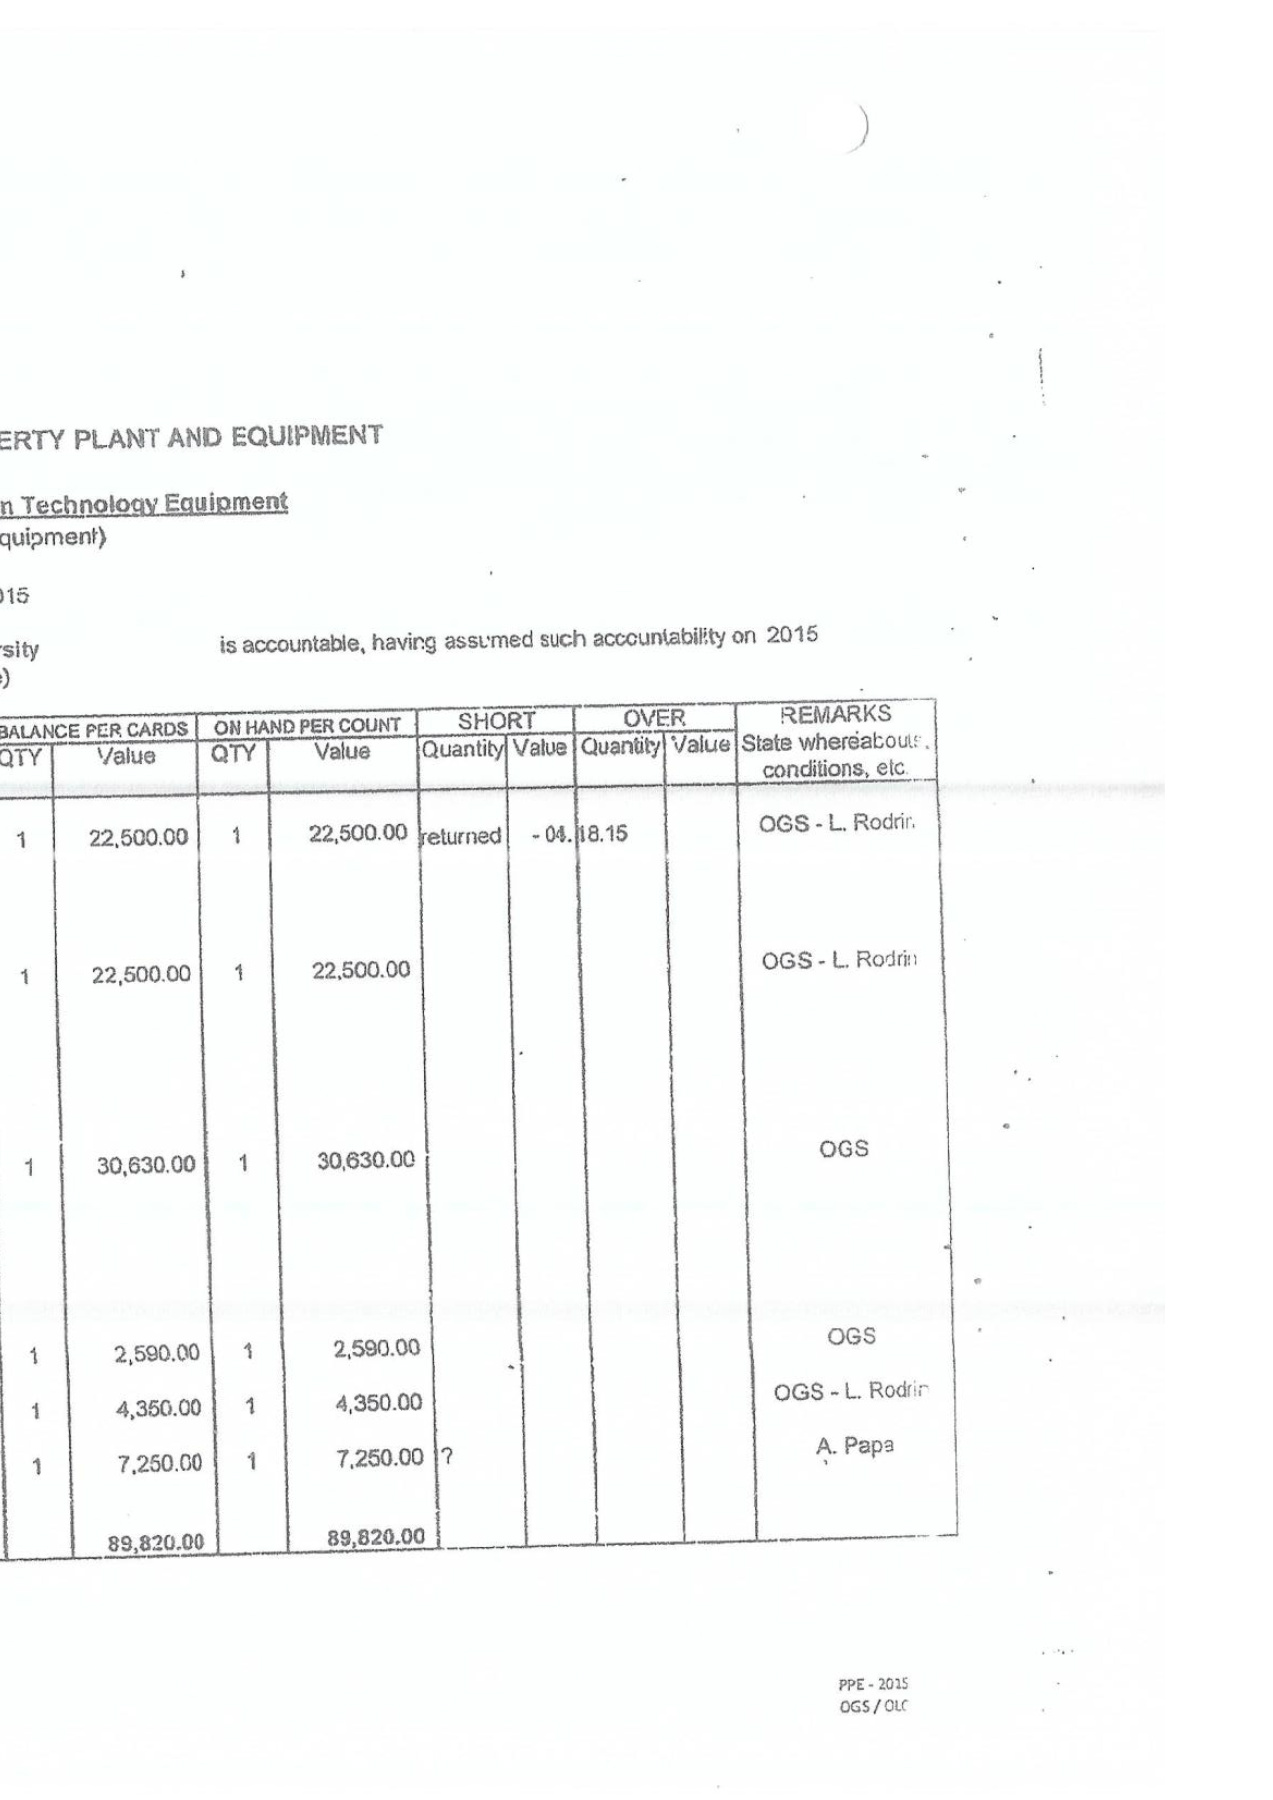 ERTY PLANT AND EQUIPMENT
n Technology Equipment
quipment)
015
rsity is accountable, having assumed such accountability on 2015
e)
BALANCE PER CARDS ON HAND PER COUNT SHORT OVER REMARKS
QTY Value QTY Value Quantity Value Quantity Value State whereabouts,
conditions, etc.
1 22,500.00 1 22,500.00 returned - 04.18.15 OGS - L. Rodrin
1 22,500.00 1 22,500.00 OGS - L. Rodrin
1 30,630.00 1 30,630.00 OGS
1 2,590.00 1 2,590.00 OGS
1 4,350.00 1 4,350.00 OGS - L. Rodrin
1 7,250.00 1 7,250.00 ? A. Papa
89,820.00 89,820.00
PPE - 2015
OGS / OLC